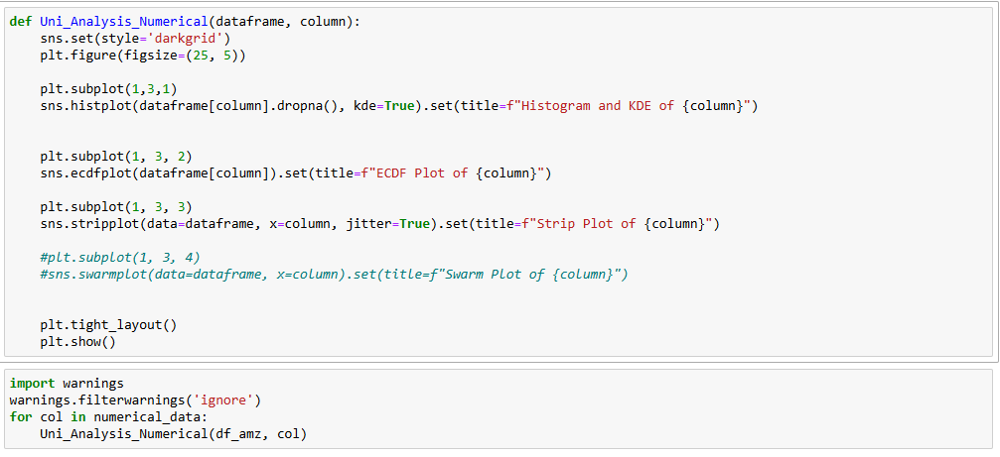 def Uni_Analysis_Numerical(dataframe, column):
    sns.set(style='darkgrid')
    plt.figure(figsize=(25, 5))
    plt.subplot(1,3,1)
    sns.histplot(dataframe[column].dropna(), kde=True).set(title=f"Histogram and KDE of {column}")
    plt.subplot(1, 3, 2)
    sns.ecdfplot(dataframe[column]).set(title=f"ECDF Plot of {column}")
    plt.subplot(1, 3, 3)
    sns.stripplot(data=dataframe, x=column, jitter=True).set(title=f"Strip Plot of {column}")
    #plt.subplot(1, 3, 4)
    #sns.swarmplot(data=dataframe, x=column).set(title=f"Swarm Plot of {column}")
    plt.tight_layout()
    plt.show()
import warnings
warnings.filterwarnings('ignore')
for col in numerical_data:
    Uni_Analysis_Numerical(df_amz, col)